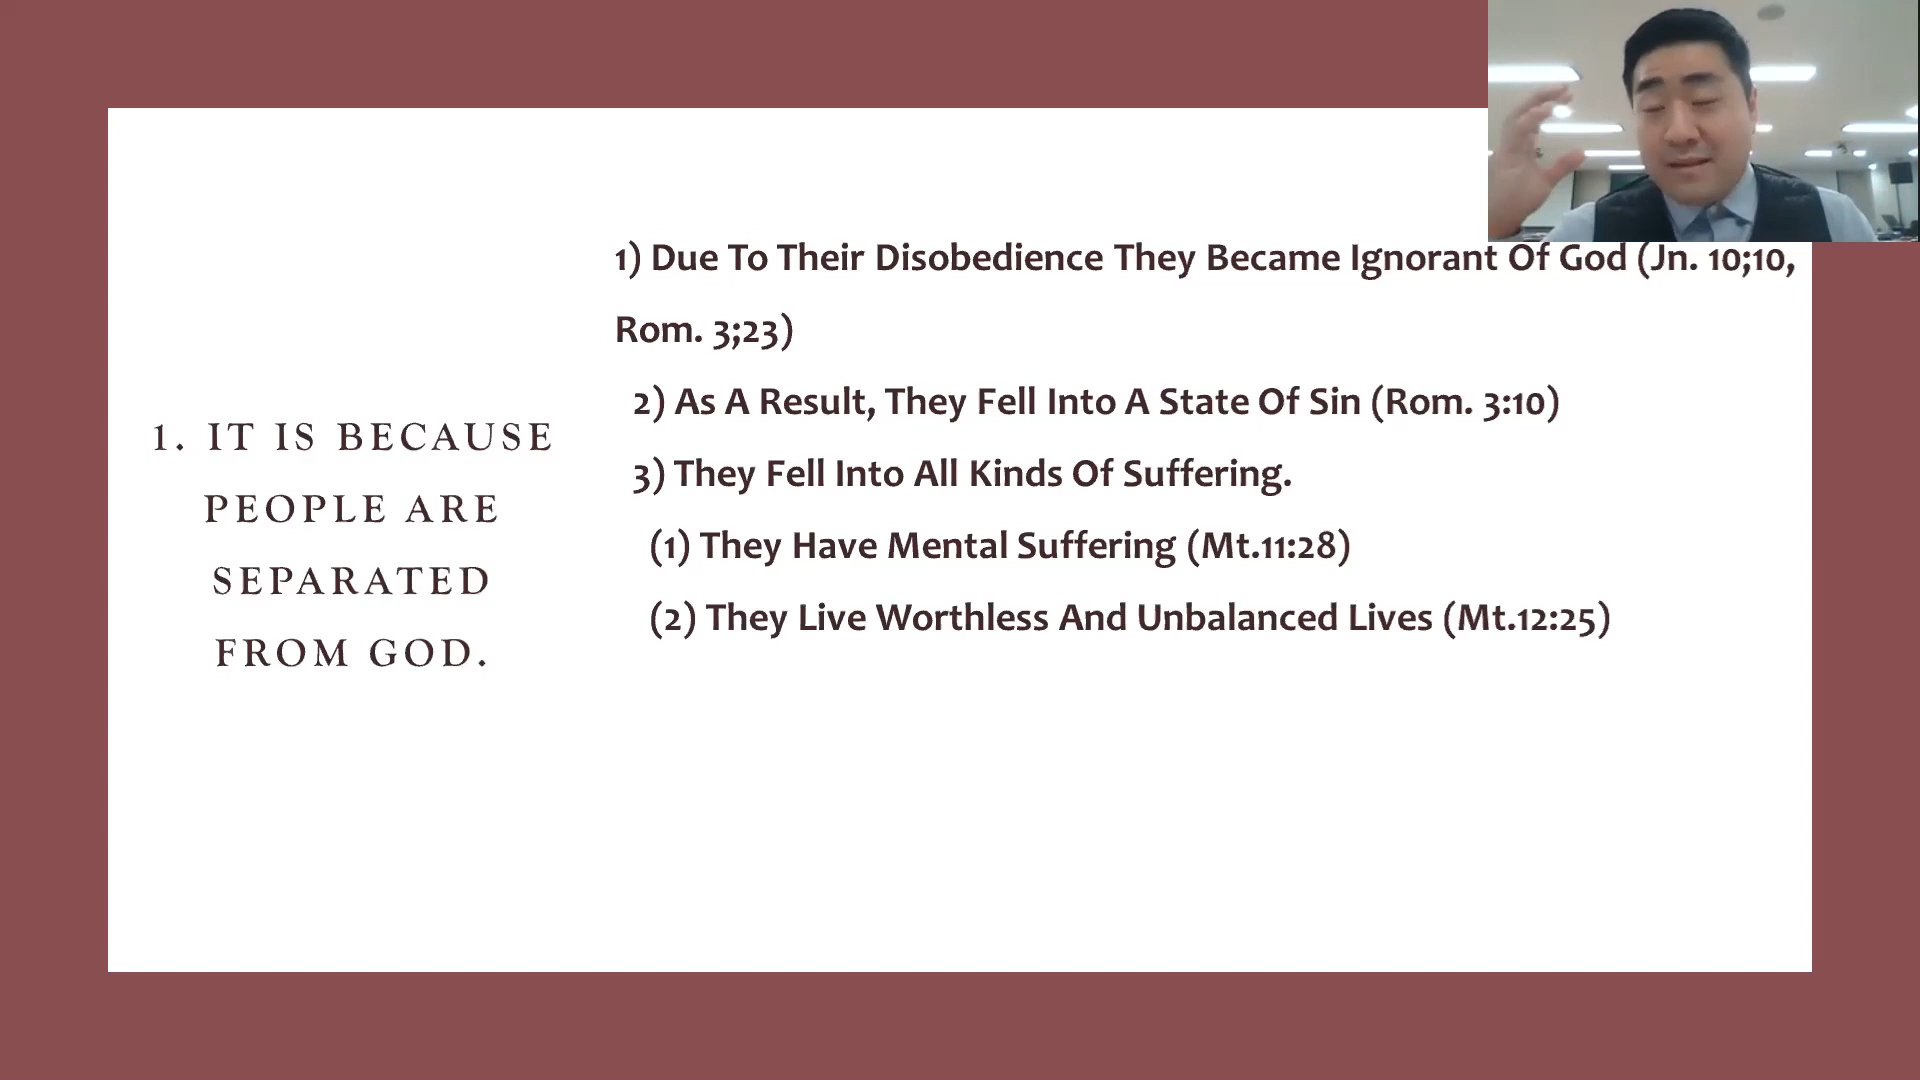 1. IT IS BECAUSE
PEOPLE ARE
SEPARATED
FROM GOD.
1) Due To Their Disobedience They Became Ignorant Of God (Jn. 10;10,
Rom. 3;23)
2) As A Result, They Fell Into A State Of Sin (Rom. 3:10)
3) They Fell Into All Kinds Of Suffering.
(1) They Have Mental Suffering (Mt.11:28)
(2) They Live Worthless And Unbalanced Lives (Mt.12:25)